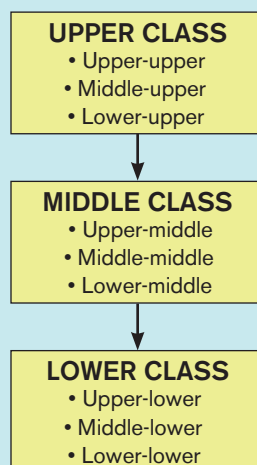 UPPER CLASS
• Upper-upper
• Middle-upper
• Lower-upper
MIDDLE CLASS
• Upper-middle
• Middle-middle
• Lower-middle
LOWER CLASS
• Upper-lower
• Middle-lower
• Lower-lower